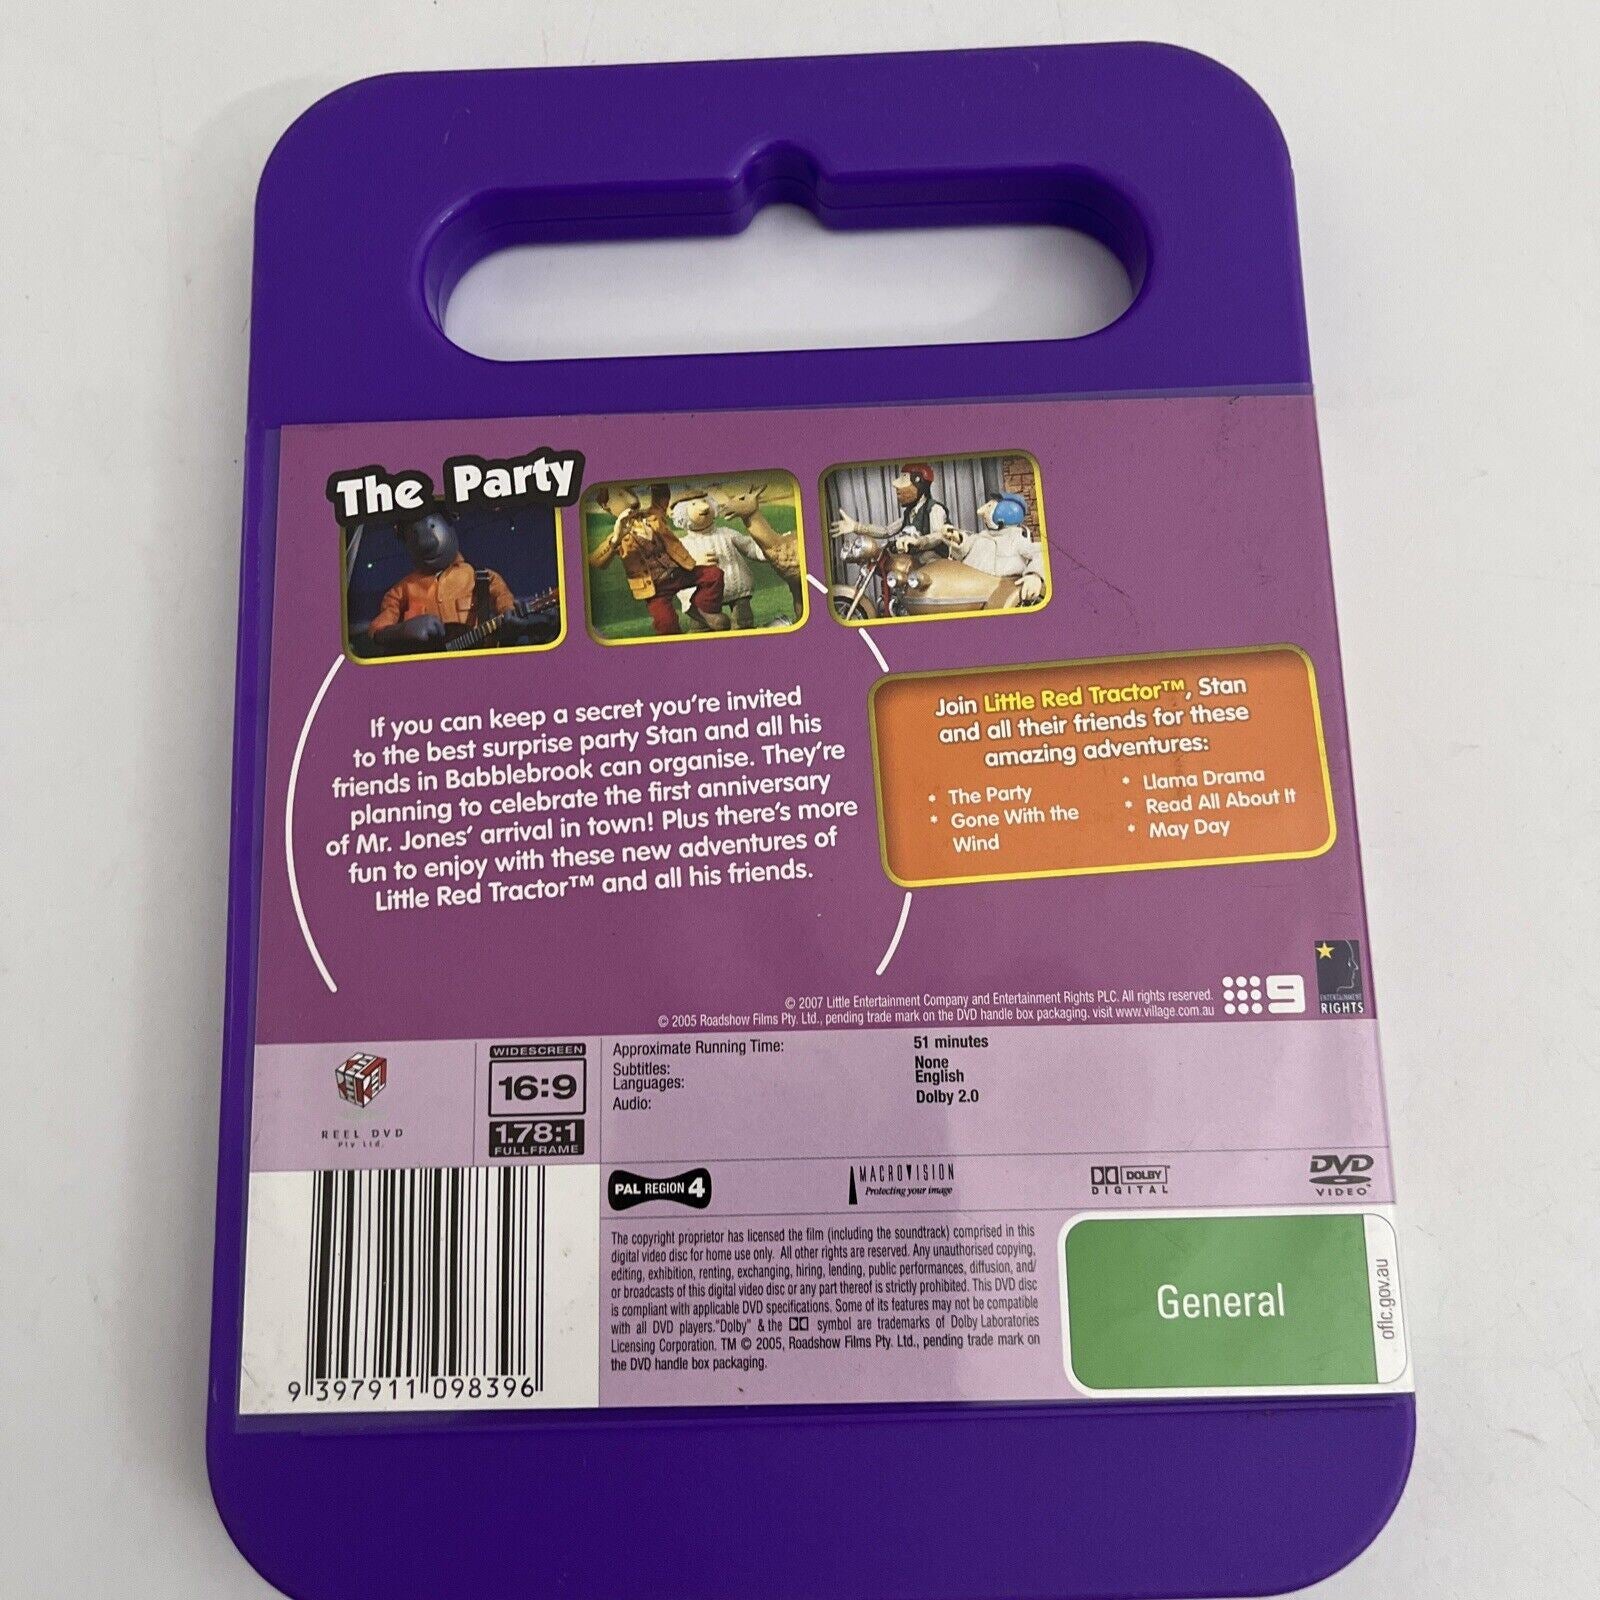 The Party
If you can keep a secret you're invited
to the best surprise party Stan and all his
friends in Babblebrook can organise. They're
planning to celebrate the first anniversary
of Mr. Jones' arrival in town! Plus there's more
fun to enjoy with these new adventures of
Little Red Tractor™ and all his friends.
Join Little Red Tractor™, Stan
and all their friends for these
amazing adventures:
• The Party
• Gone With the
Wind
• Llama Drama
• Read All About It
• May Day
© 2007 Little Entertainment Company and Entertainment Rights PLC. All rights reserved.
© 2005 Roadshow Films Pty. Ltd., pending trade mark on the DVD handle box packaging. visit www.village.com.au
9
ENTERTAINMENT
RIGHTS
REEL DVD
Pty Ltd.
WIDESCREEN
16:9
1.78:1
FULLFRAME
Approximate Running Time: 51 minutes
Subtitles: None
Languages: English
Audio: Dolby 2.0
PAL REGION 4
MACROVISION
Protecting your image
DOLBY
DIGITAL
DVD
VIDEO
The copyright proprietor has licensed the film (including the soundtrack) comprised in this
digital video disc for home use only. All other rights are reserved. Any unauthorised copying,
editing, exhibition, renting, exchanging, hiring, lending, public performances, diffusion, and/
or broadcasts of this digital video disc or any part thereof is strictly prohibited. This DVD disc
is compliant with applicable DVD specifications. Some of its features may not be compatible
with all DVD players."Dolby" & the symbol are trademarks of Dolby Laboratories
Licensing Corporation. TM © 2005, Roadshow Films Pty. Ltd., pending trade mark on
the DVD handle box packaging.
General
oflc.gov.au
9 397911 098396